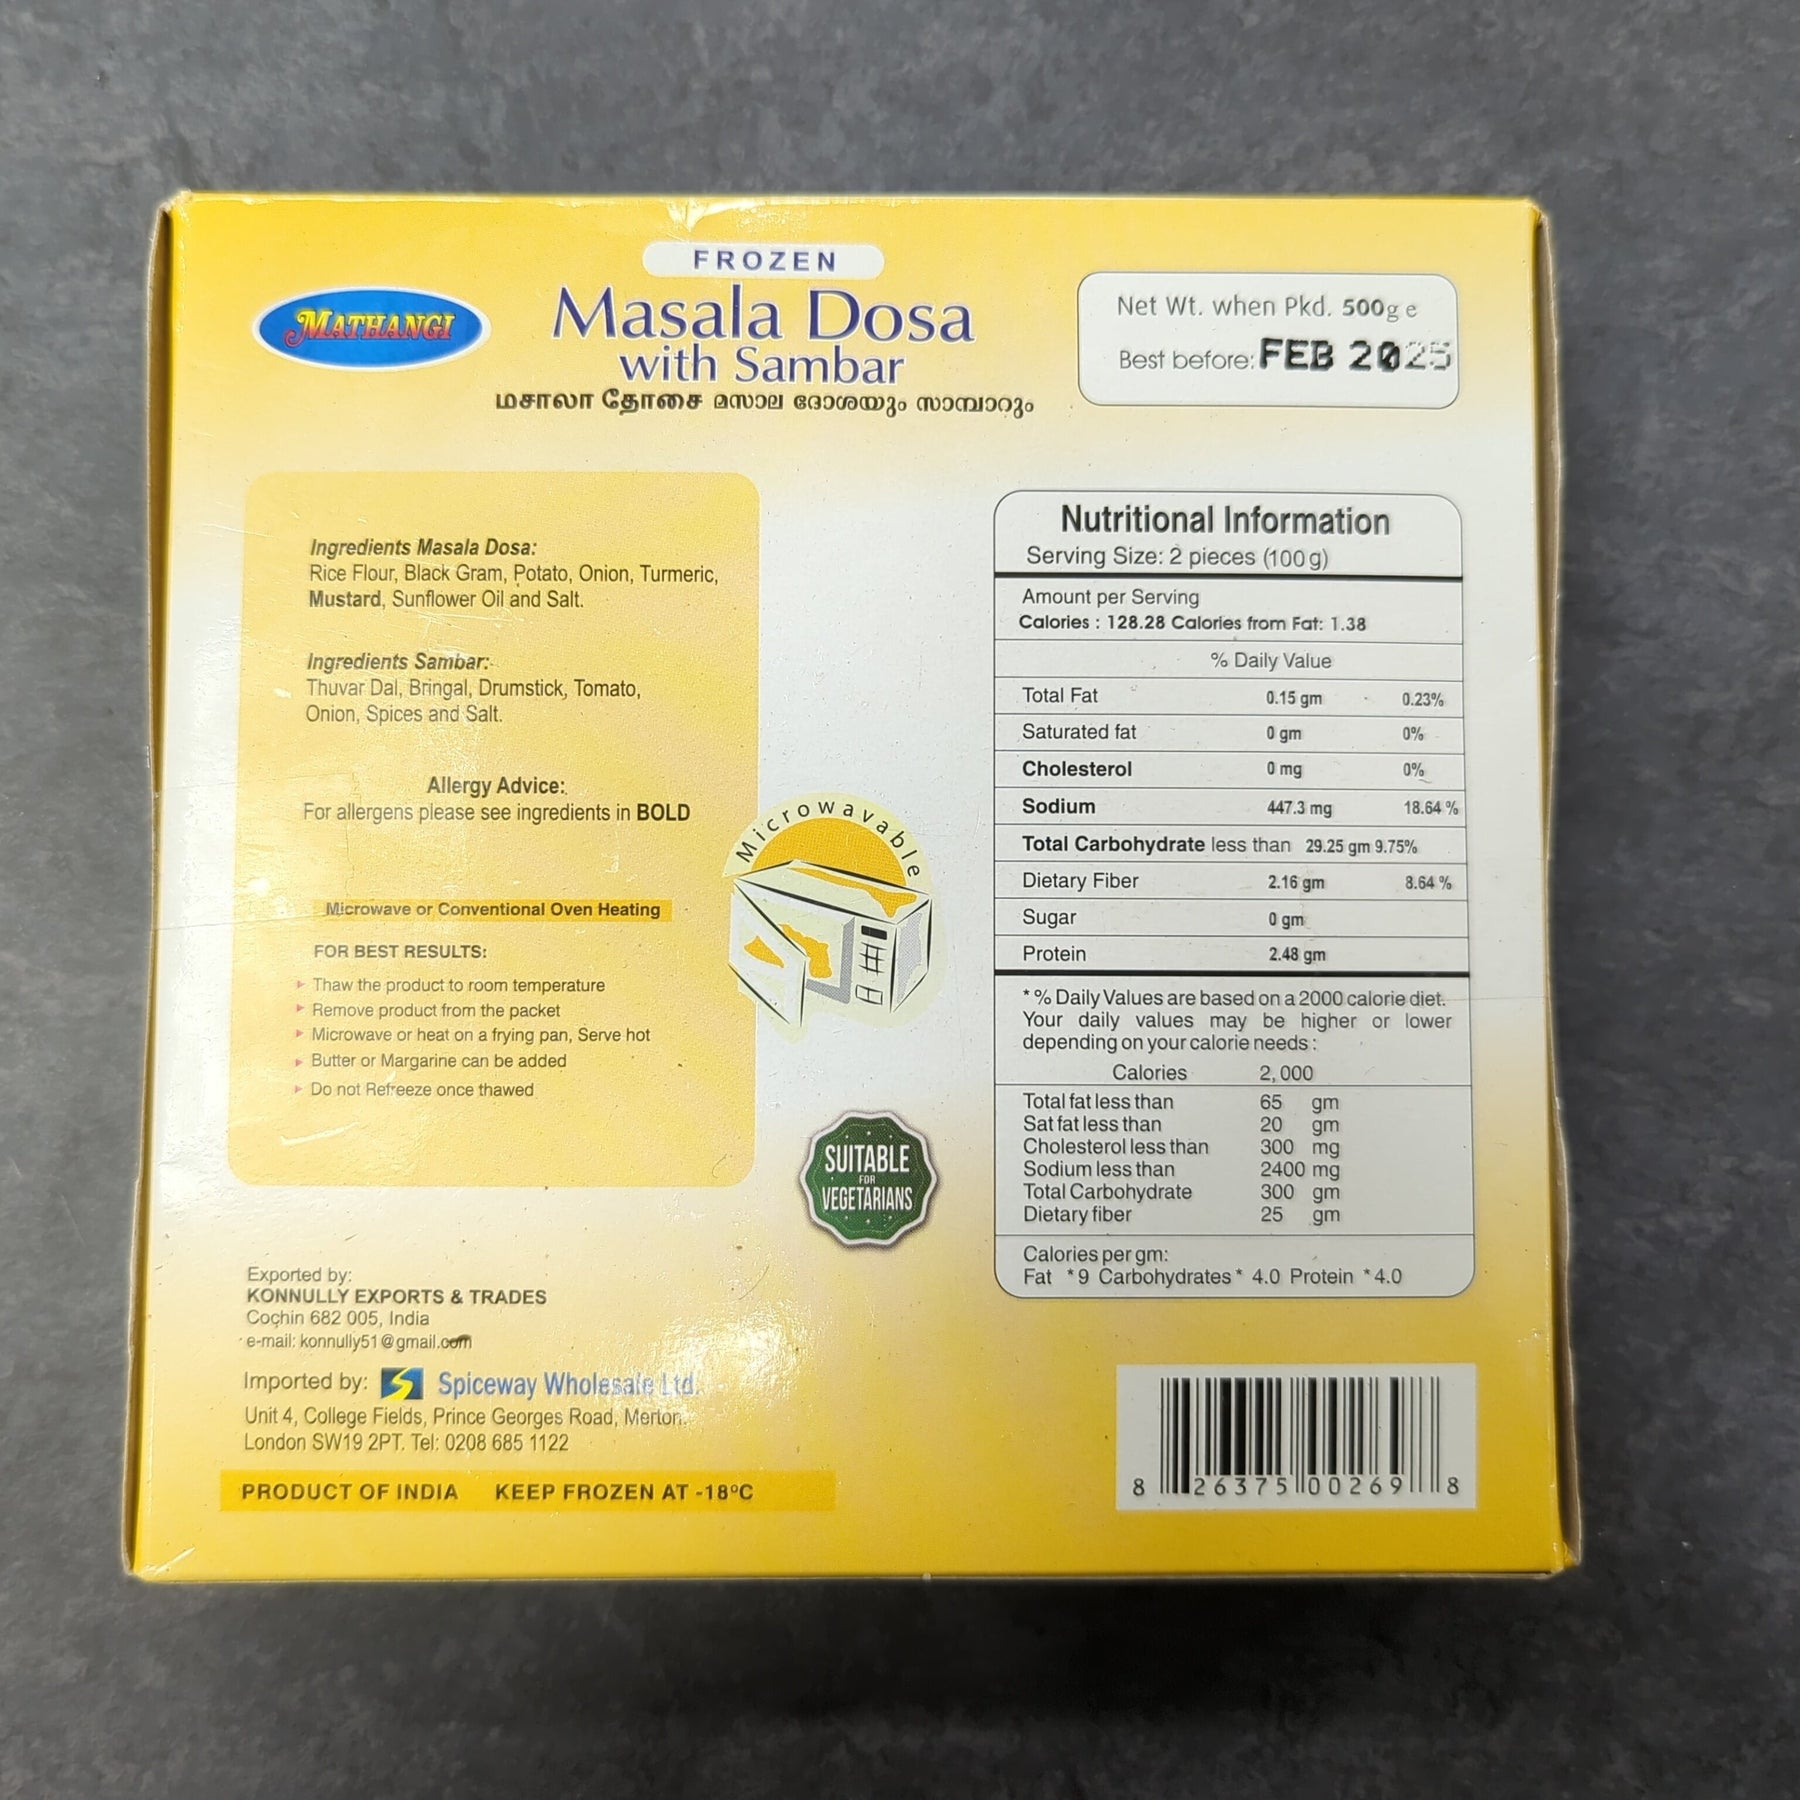 FROZEN
MATHANGI
Masala Dosa
with Sambar
மசாலா தோசை മസാല ദോശയും സാമ്പാറും
Net Wt. when Pkd. 500g e
Best before: FEB 2025
Ingredients Masala Dosa:
Rice Flour, Black Gram, Potato, Onion, Turmeric,
Mustard, Sunflower Oil and Salt.
Ingredients Sambar:
Thuvar Dal, Bringal, Drumstick, Tomato,
Onion, Spices and Salt.
Allergy Advice:
For allergens please see ingredients in BOLD
Microwave or Conventional Oven Heating
FOR BEST RESULTS:
Thaw the product to room temperature
Remove product from the packet
Microwave or heat on a frying pan, Serve hot
Butter or Margarine can be added
Do not Refreeze once thawed
Microwavable
SUITABLE
FOR
VEGETARIANS
Nutritional Information
Serving Size: 2 pieces (100 g)
Amount per Serving
Calories : 128.28 Calories from Fat: 1.38
% Daily Value
Total Fat 0.15 gm 0.23%
Saturated fat 0 gm 0%
Cholesterol 0 mg 0%
Sodium 447.3 mg 18.64 %
Total Carbohydrate less than 29.25 gm 9.75%
Dietary Fiber 2.16 gm 8.64 %
Sugar 0 gm
Protein 2.48 gm
* % Daily Values are based on a 2000 calorie diet.
Your daily values may be higher or lower
depending on your calorie needs :
Calories 2,000
Total fat less than 65 gm
Sat fat less than 20 gm
Cholesterol less than 300 mg
Sodium less than 2400 mg
Total Carbohydrate 300 gm
Dietary fiber 25 gm
Calories per gm:
Fat *9 Carbohydrates* 4.0 Protein *4.0
Exported by:
KONNULLY EXPORTS & TRADES
Cochin 682 005, India
e-mail: konnully51@gmail.com
Imported by: Spiceway Wholesale Ltd.
Unit 4, College Fields, Prince Georges Road, Merton.
London SW19 2PT. Tel: 0208 685 1122
PRODUCT OF INDIA KEEP FROZEN AT -18ºC
8 26375 00269 8